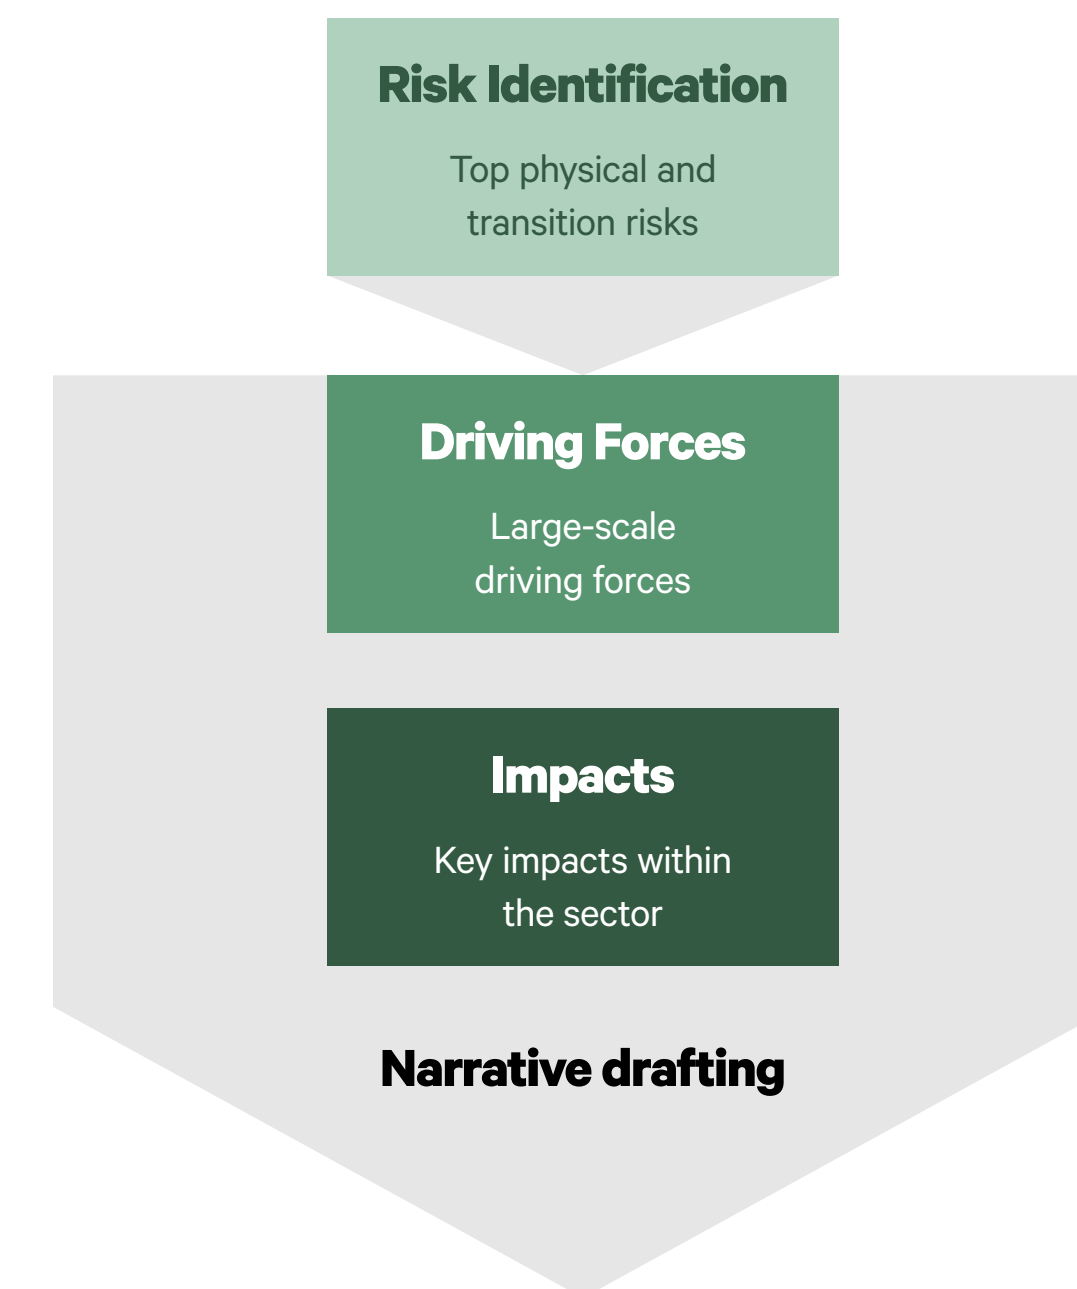 Risk Identification
Top physical and
transition risks
Driving Forces
Large-scale
driving forces
Impacts
Key impacts within
the sector
Narrative drafting